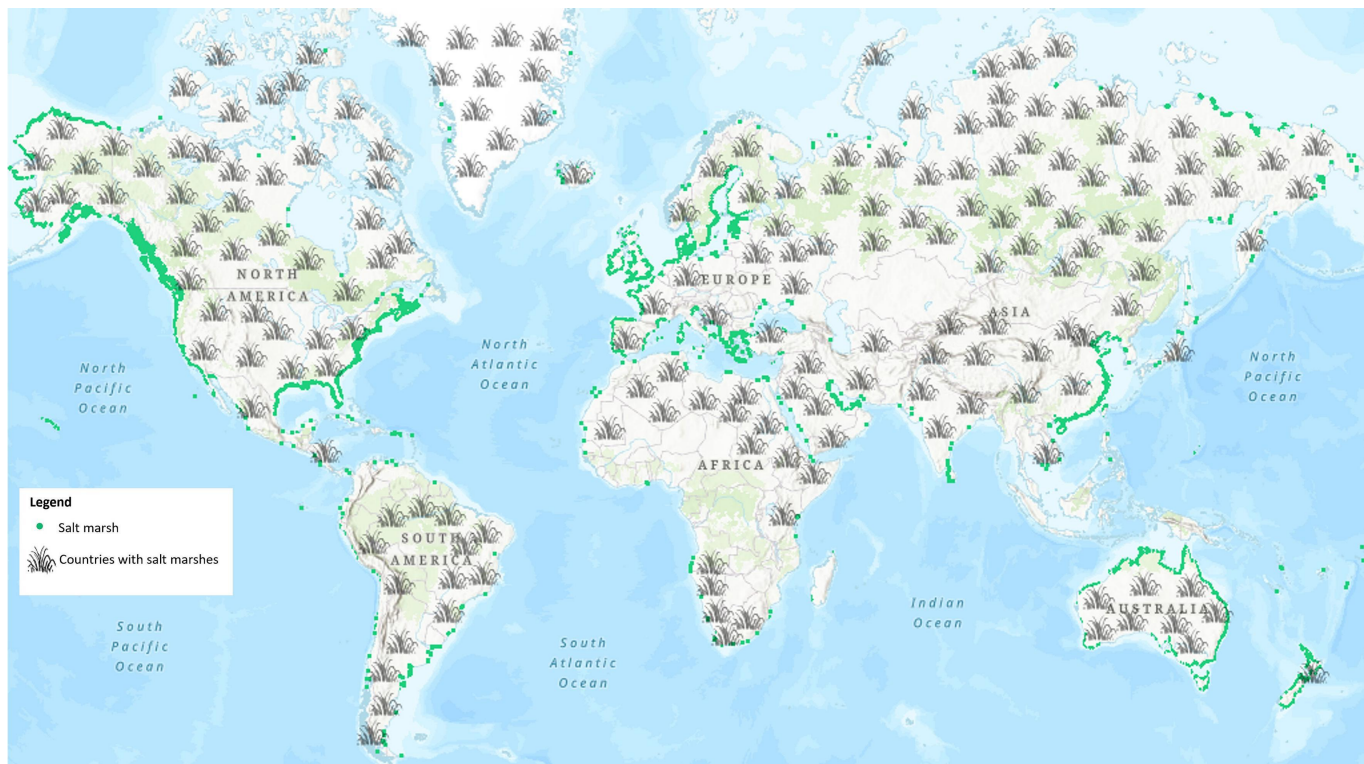 NORTH
AMERICA
EUROPE
ASIA
North
Pacific
Ocean
North
Atlantic
Ocean
North
Pacific
Ocean
AFRICA
Legend
Salt marsh
Countries with salt marshes
SOUTH
AMERICA
South
Pacific
Ocean
South
Atlantic
Ocean
Indian
Ocean
AUSTRALIA